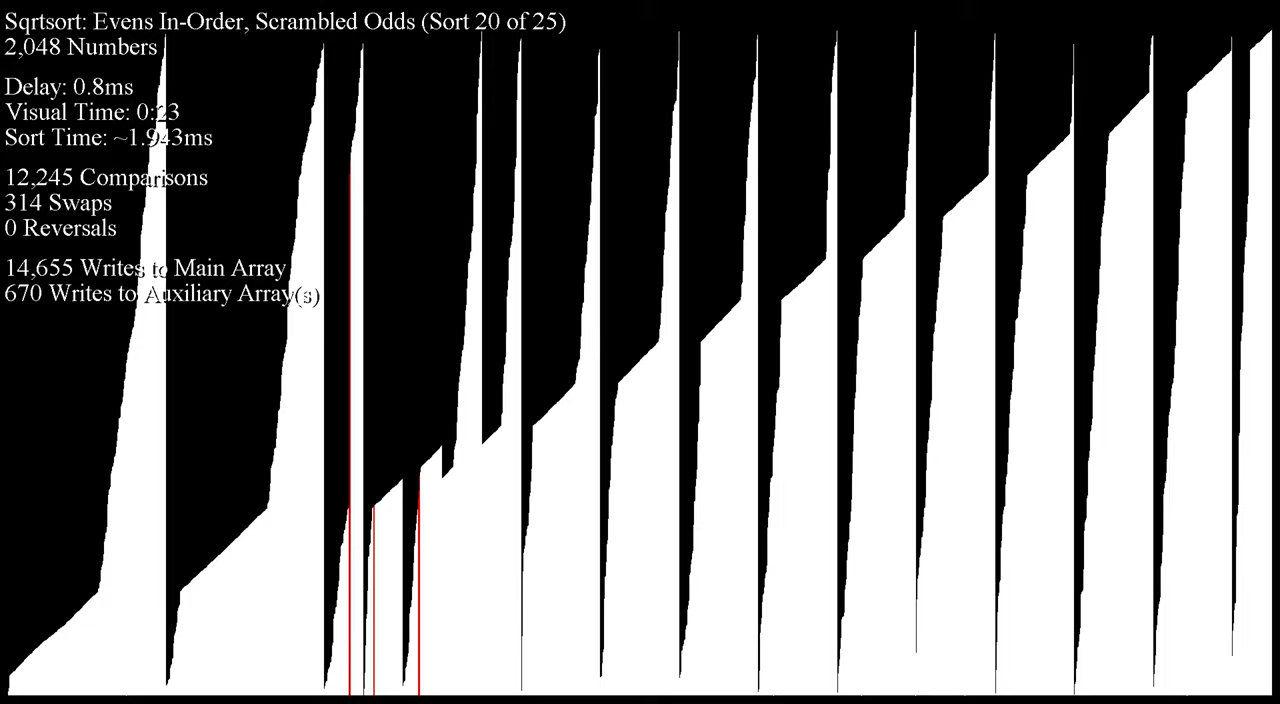 Sqrtsort: Evens In-Order, Scrambled Odds (Sort 20 of 25)
2,048 Numbers
Delay: 0.8ms
Visual Time: 0:23
Sort Time: ~1.943ms
12,245 Comparisons
314 Swaps
0 Reversals
14,655 Writes to Main Array
670 Writes to Auxiliary Array(s)